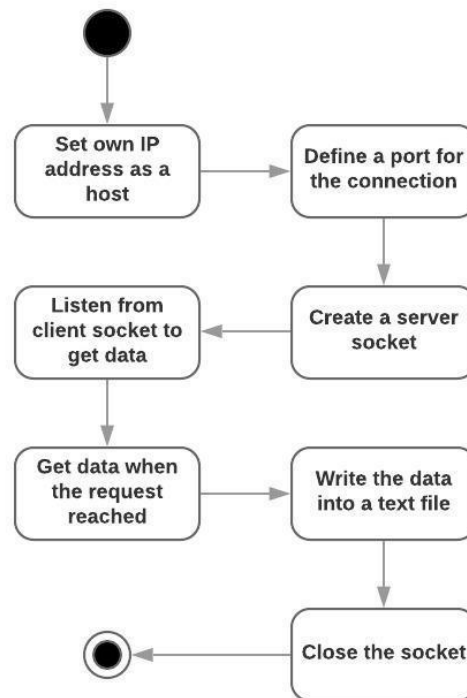 Set own IP
address as a
host
Define a port for
the connection
Create a server
socket
Listen from
client socket to
get data
Get data when
the request
reached
Write the data
into a text file
Close the socket